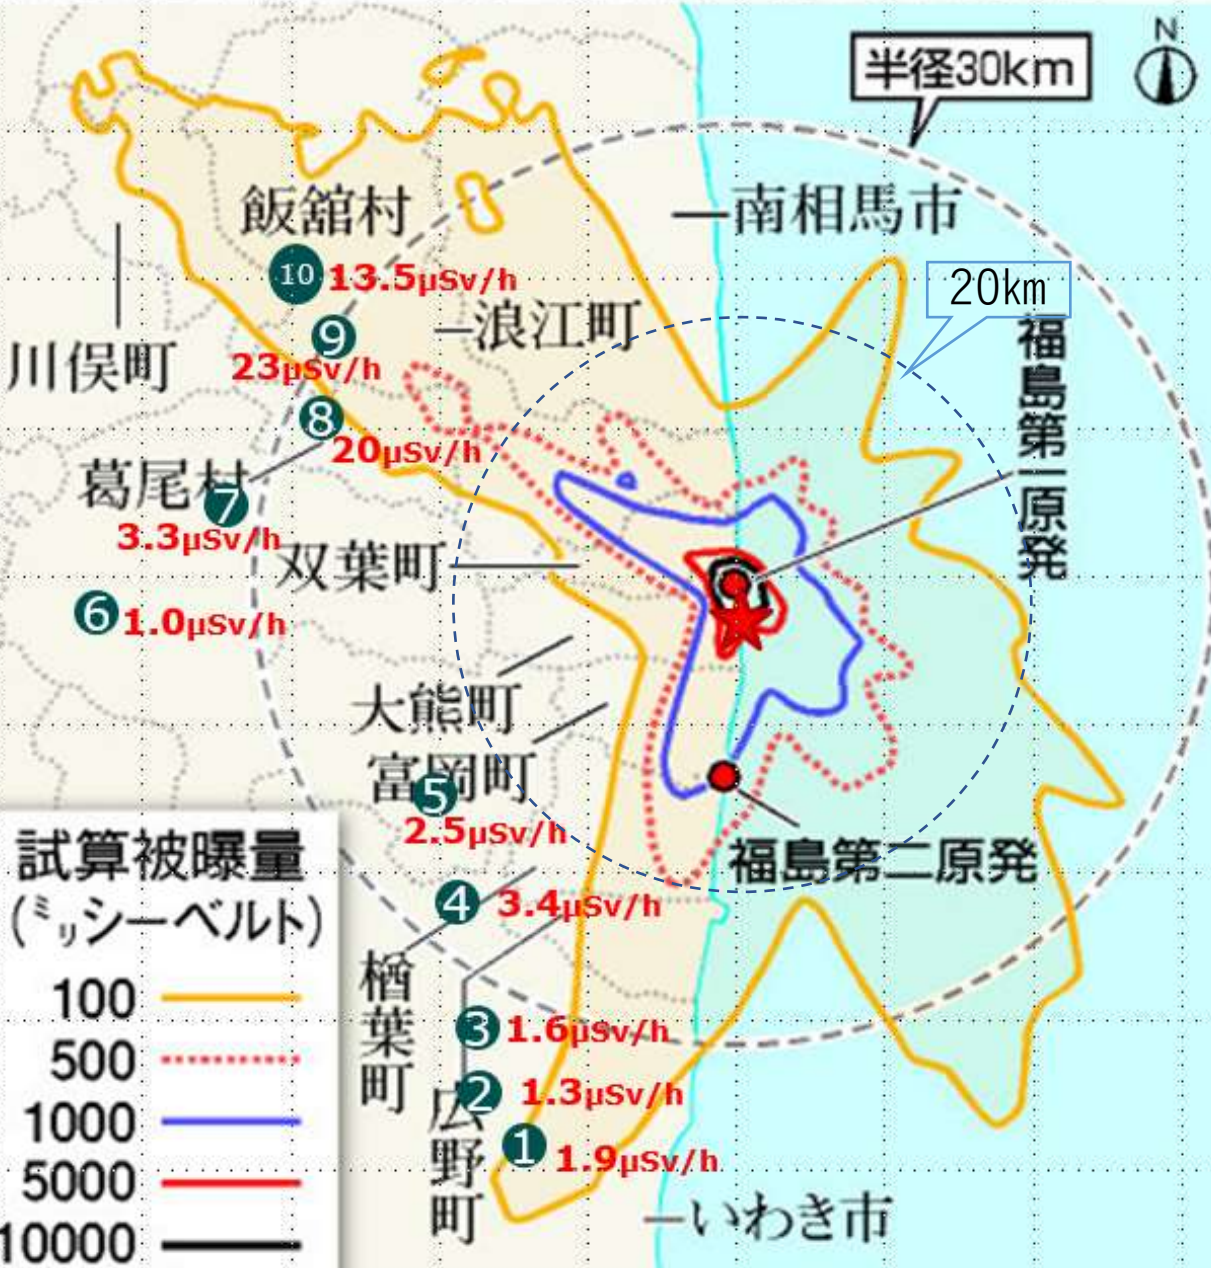 N
半径30km
飯舘村
南相馬市
⑩ 13.5μSv/h
20km
浪江町
⑨
23μSv/h
川俣町
福島第一原発
⑧
20μSv/h
葛尾村
⑦
3.3μSv/h
双葉町
⑥ 1.0μSv/h
大熊町
富岡町
⑤
2.5μSv/h
福島第二原発
④ 3.4μSv/h
楢葉町
③ 1.6μSv/h
② 1.3μSv/h
広野町
① 1.9μSv/h
いわき市
試算被曝量
(ミリシーベルト)
100
500
1000
5000
10000